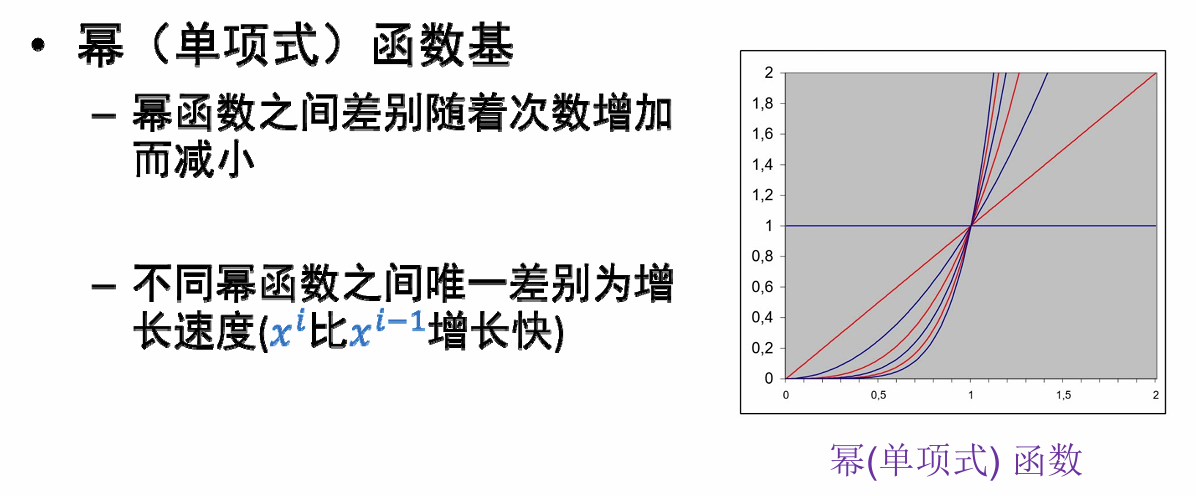 • 幂（单项式）函数基
– 幂函数之间差别随着次数增加
而减小
– 不同幂函数之间唯一差别为增
长速度(xⁱ比xⁱ⁻¹增长快)
2
1,8
1,6
1,4
1,2
1
0,8
0,6
0,4
0,2
0
0 0,5 1 1,5 2
幂(单项式) 函数